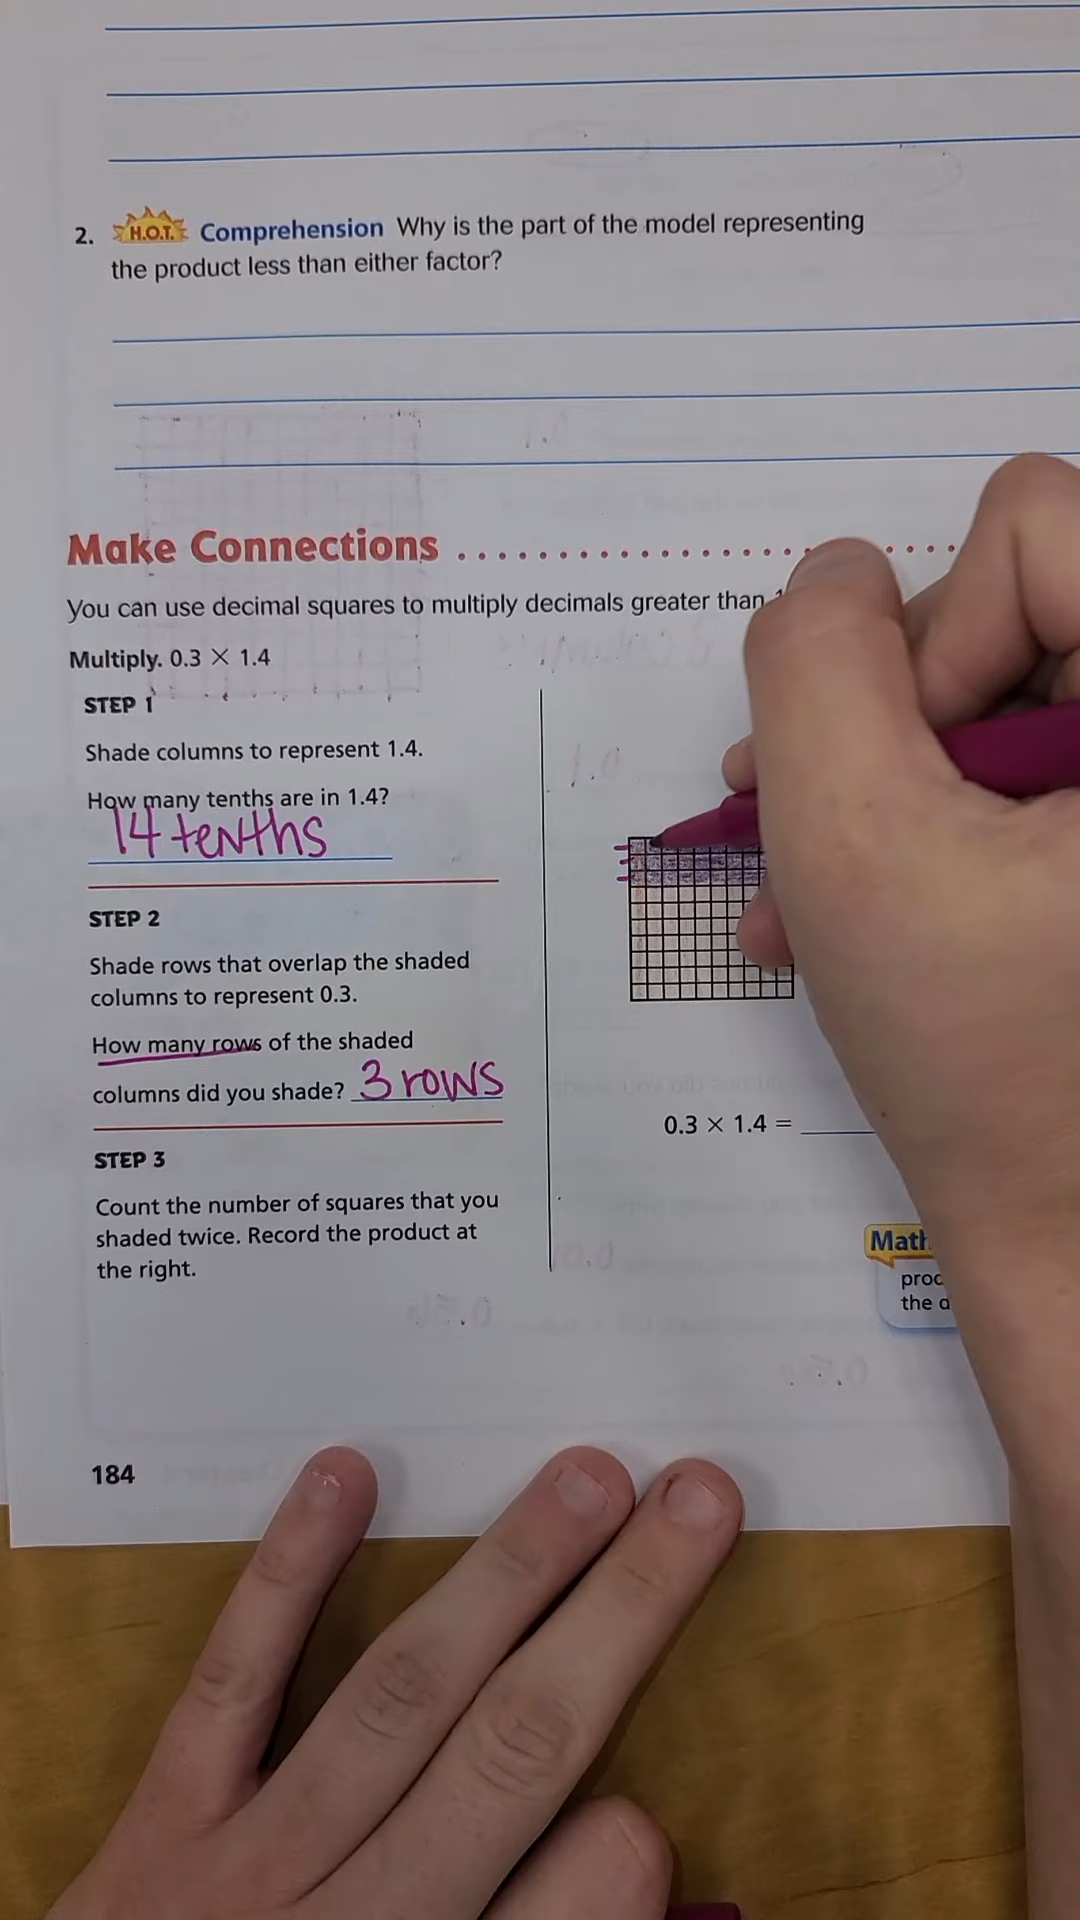 2. H.O.T. Comprehension Why is the part of the model representing
the product less than either factor?
Make Connections
You can use decimal squares to multiply decimals greater than
Multiply. 0.3 × 1.4
STEP 1
Shade columns to represent 1.4.
How many tenths are in 1.4?
14 tenths
STEP 2
Shade rows that overlap the shaded
columns to represent 0.3.
How many rows of the shaded
columns did you shade? 3 rows
STEP 3
Count the number of squares that you
shaded twice. Record the product at
the right.
0.3 × 1.4 =
Math
the
184